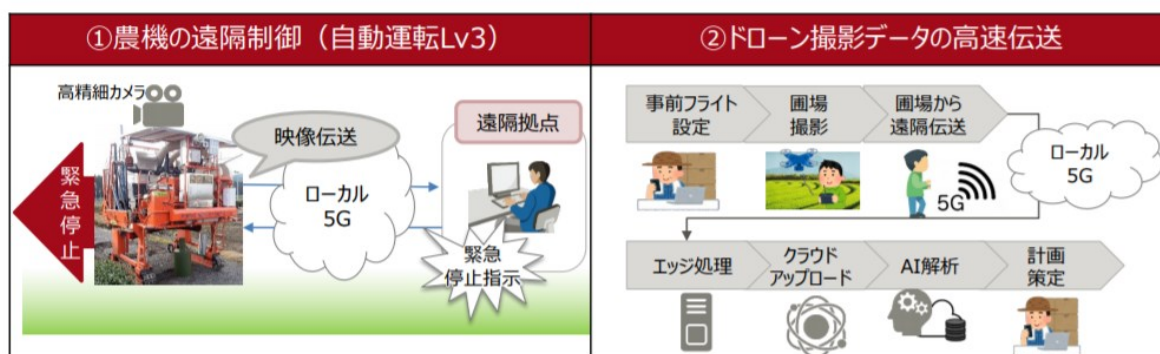 ①農機の遠隔制御（自動運転Lv3）
高精細カメラ
映像伝送
遠隔拠点
緊急停止
ローカル
5G
緊急
停止指示
②ドローン撮影データの高速伝送
事前フライト
設定
圃場
撮影
圃場から
遠隔伝送
ローカル
5G
5G
エッジ処理
クラウド
アップロード
AI解析
計画
策定